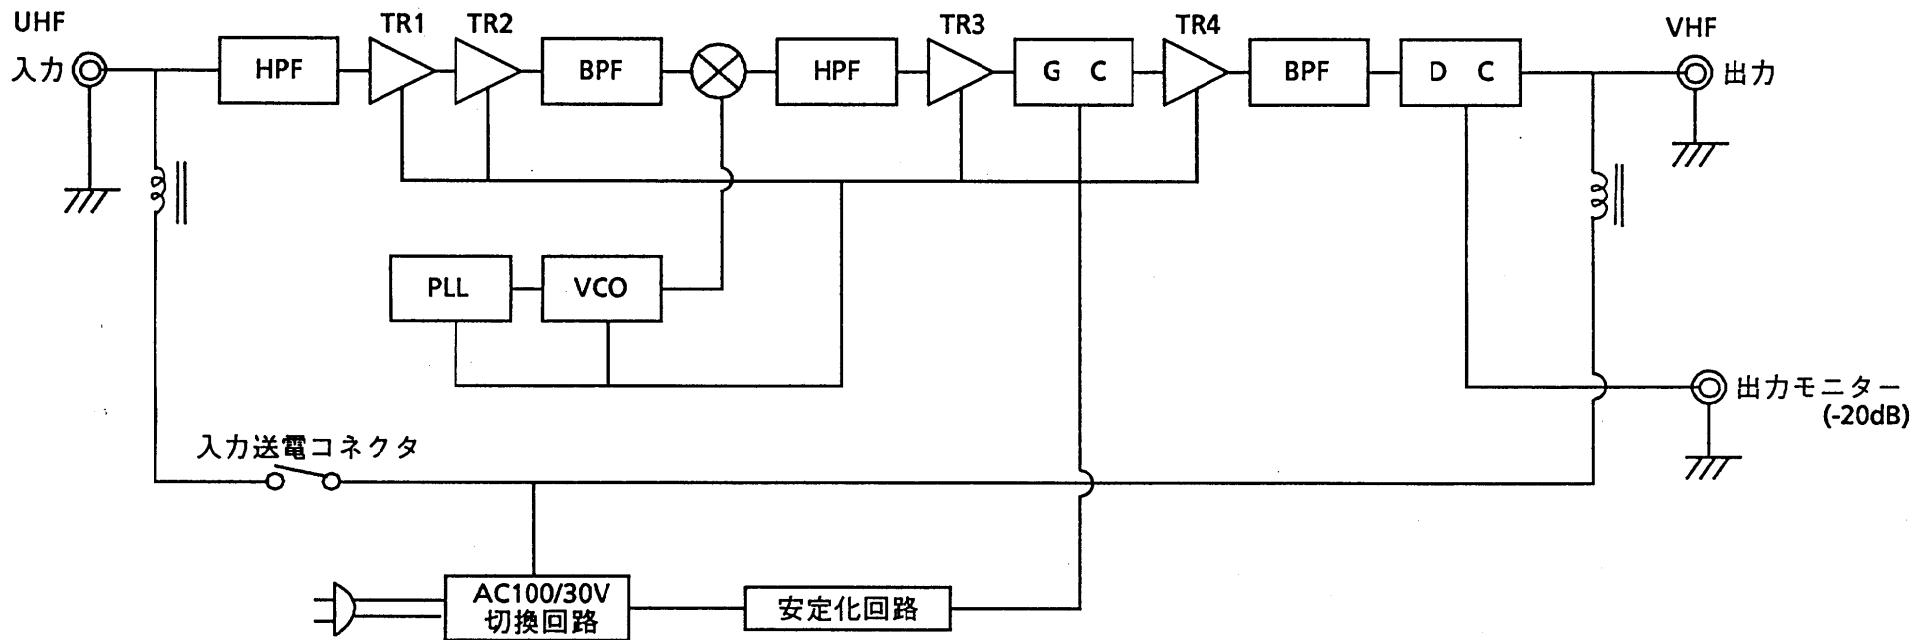 UHF
入力
HPF
TR1
TR2
BPF
HPF
TR3
G C
TR4
BPF
D C
VHF
出力
PLL
VCO
出力モニター
(-20dB)
入力送電コネクタ
AC100/30V
切換回路
安定化回路